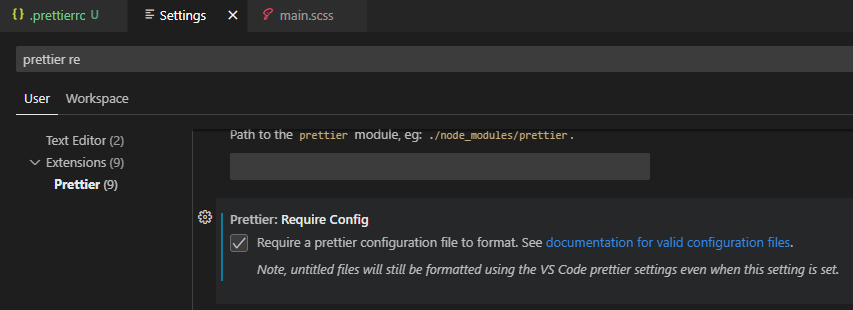 .prettierrc U
Settings
main.scss
prettier re
User
Workspace
Text Editor (2)
Extensions (9)
Prettier (9)
Path to the prettier module, eg: ./node_modules/prettier.
Prettier: Require Config
Require a prettier configuration file to format. See documentation for valid configuration files.
Note, untitled files will still be formatted using the VS Code prettier settings even when this setting is set.